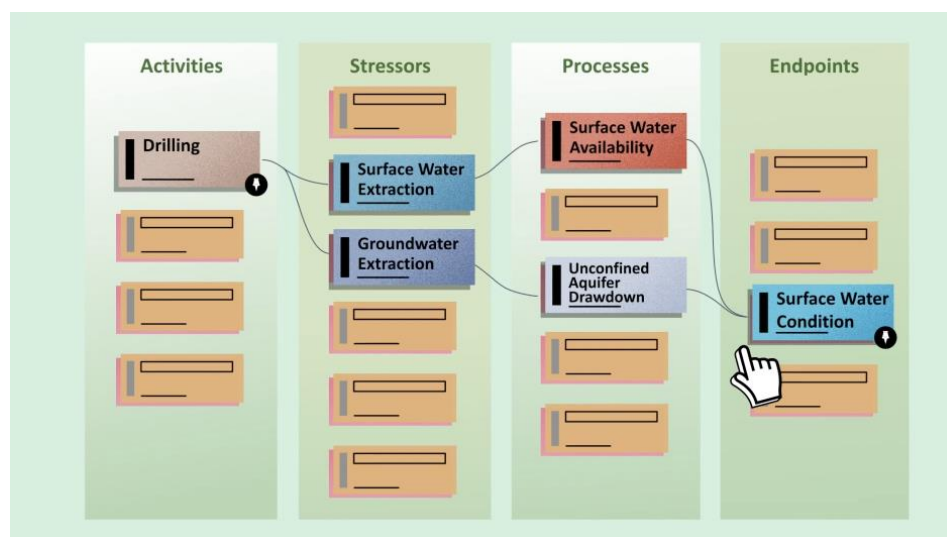 Activities
Stressors
Processes
Endpoints
Drilling
Surface Water
Extraction
Groundwater
Extraction
Surface Water
Availability
Unconfined
Aquifer
Drawdown
Surface Water
Condition